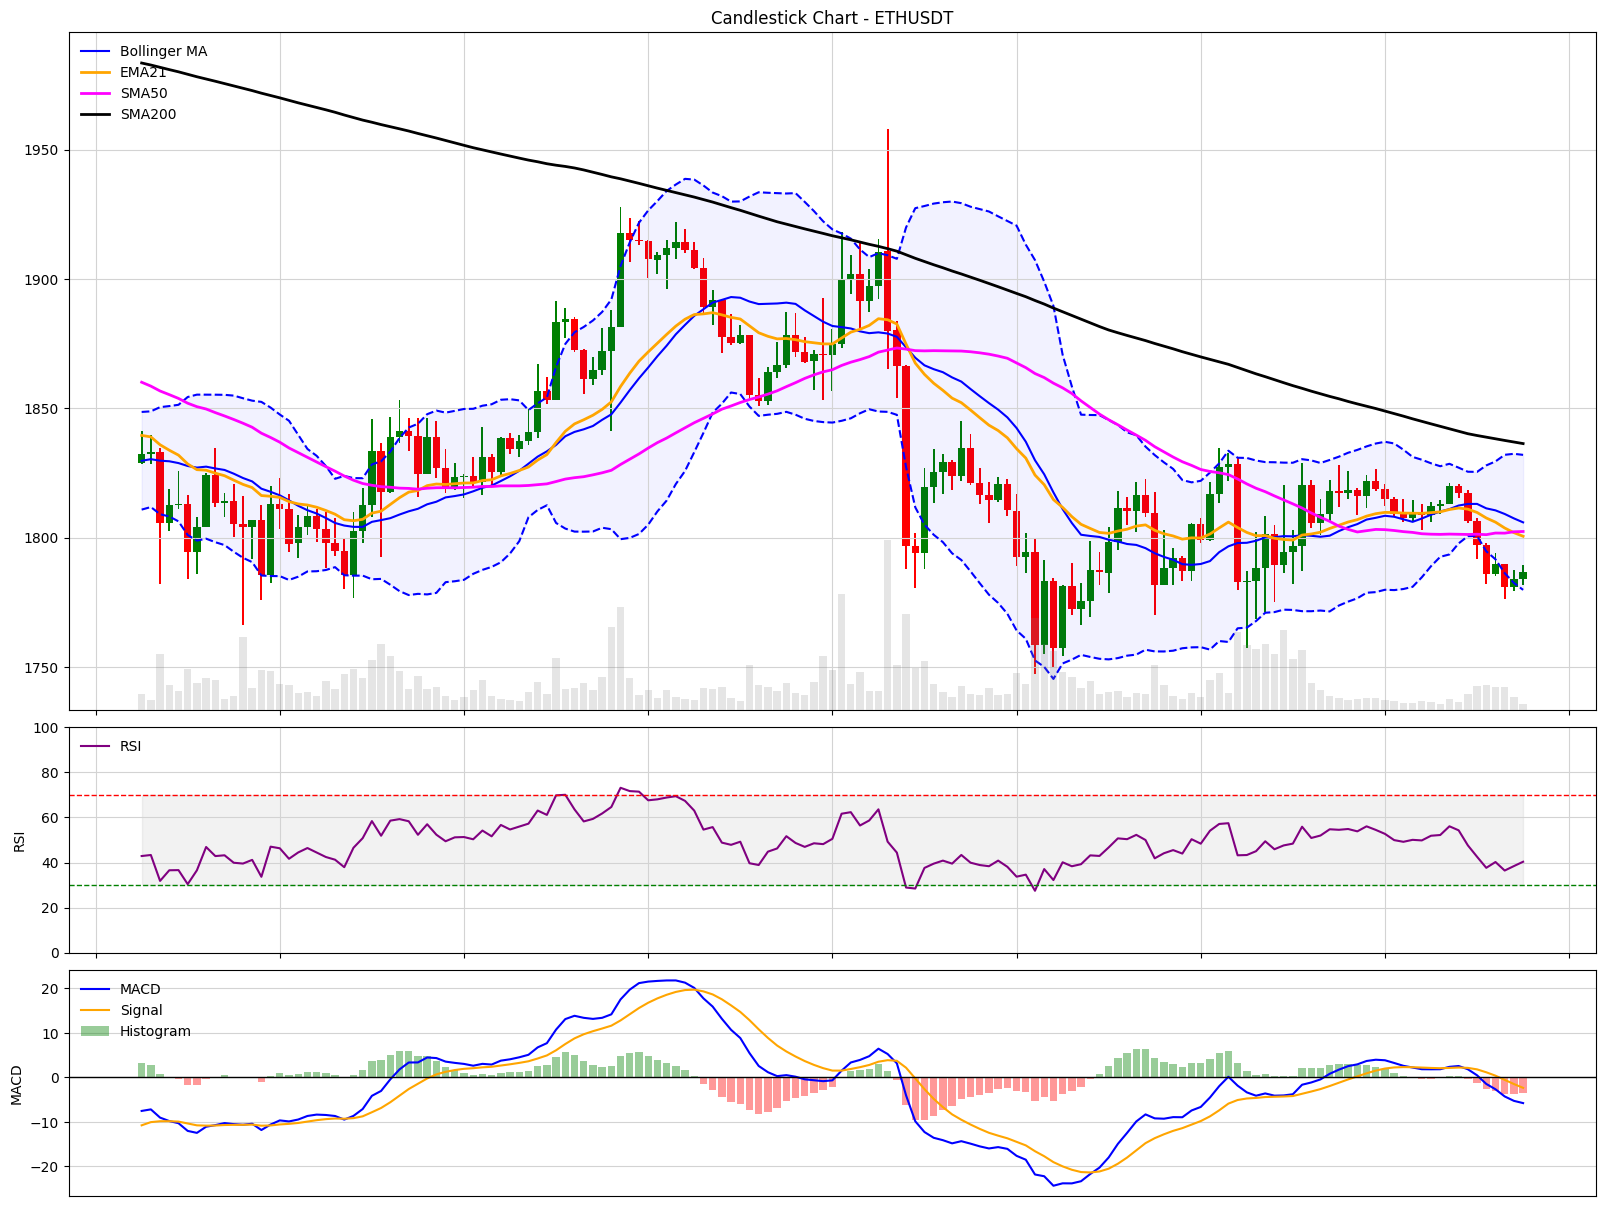 Candlestick Chart - ETHUSDT
Bollinger MA
EMA21
SMA50
SMA200
1950
1900
1850
1800
1750
RSI
100
80
60
40
20
0
RSI
MACD
Signal
Histogram
20
10
0
−10
−20
MACD